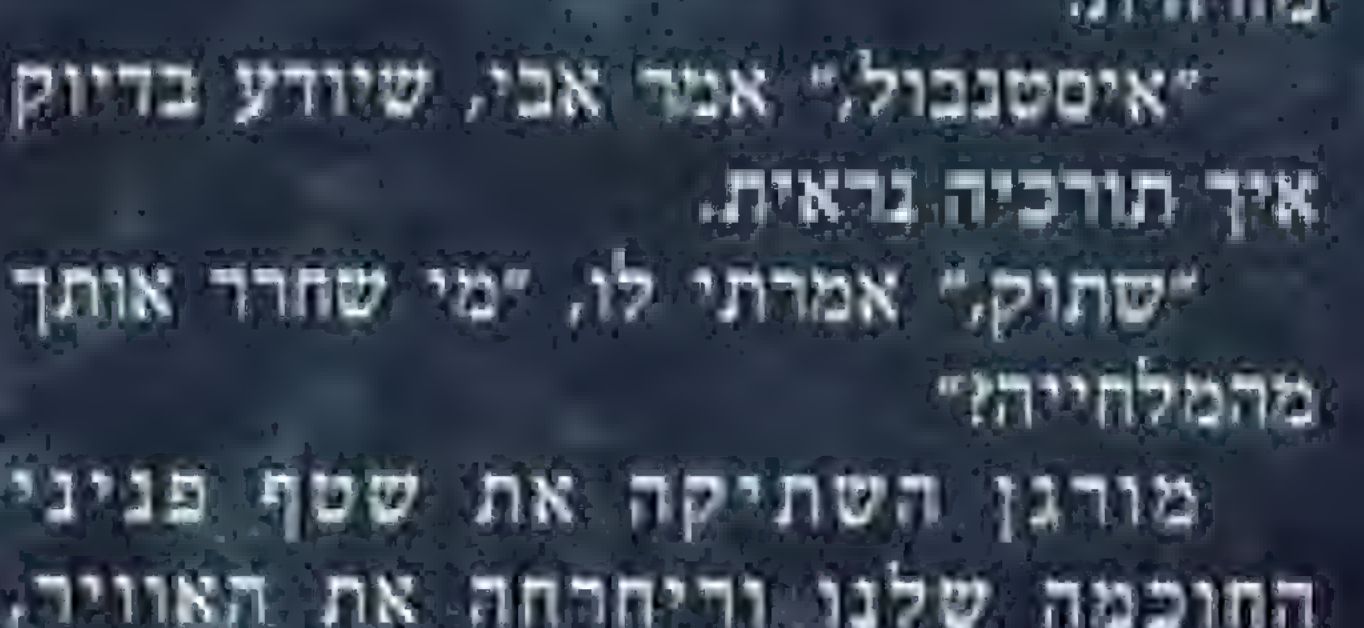 "איסטנבול," אמר אבי, שיודע בדיוק
איך תורכיה נראית.
"שתוק," אמרתי לו, "מי שחרר אותך
מהמלחייה?"
מורגן השתיקה את שטף פניני
החוכמה שלנו וריחרחה את האוויר,